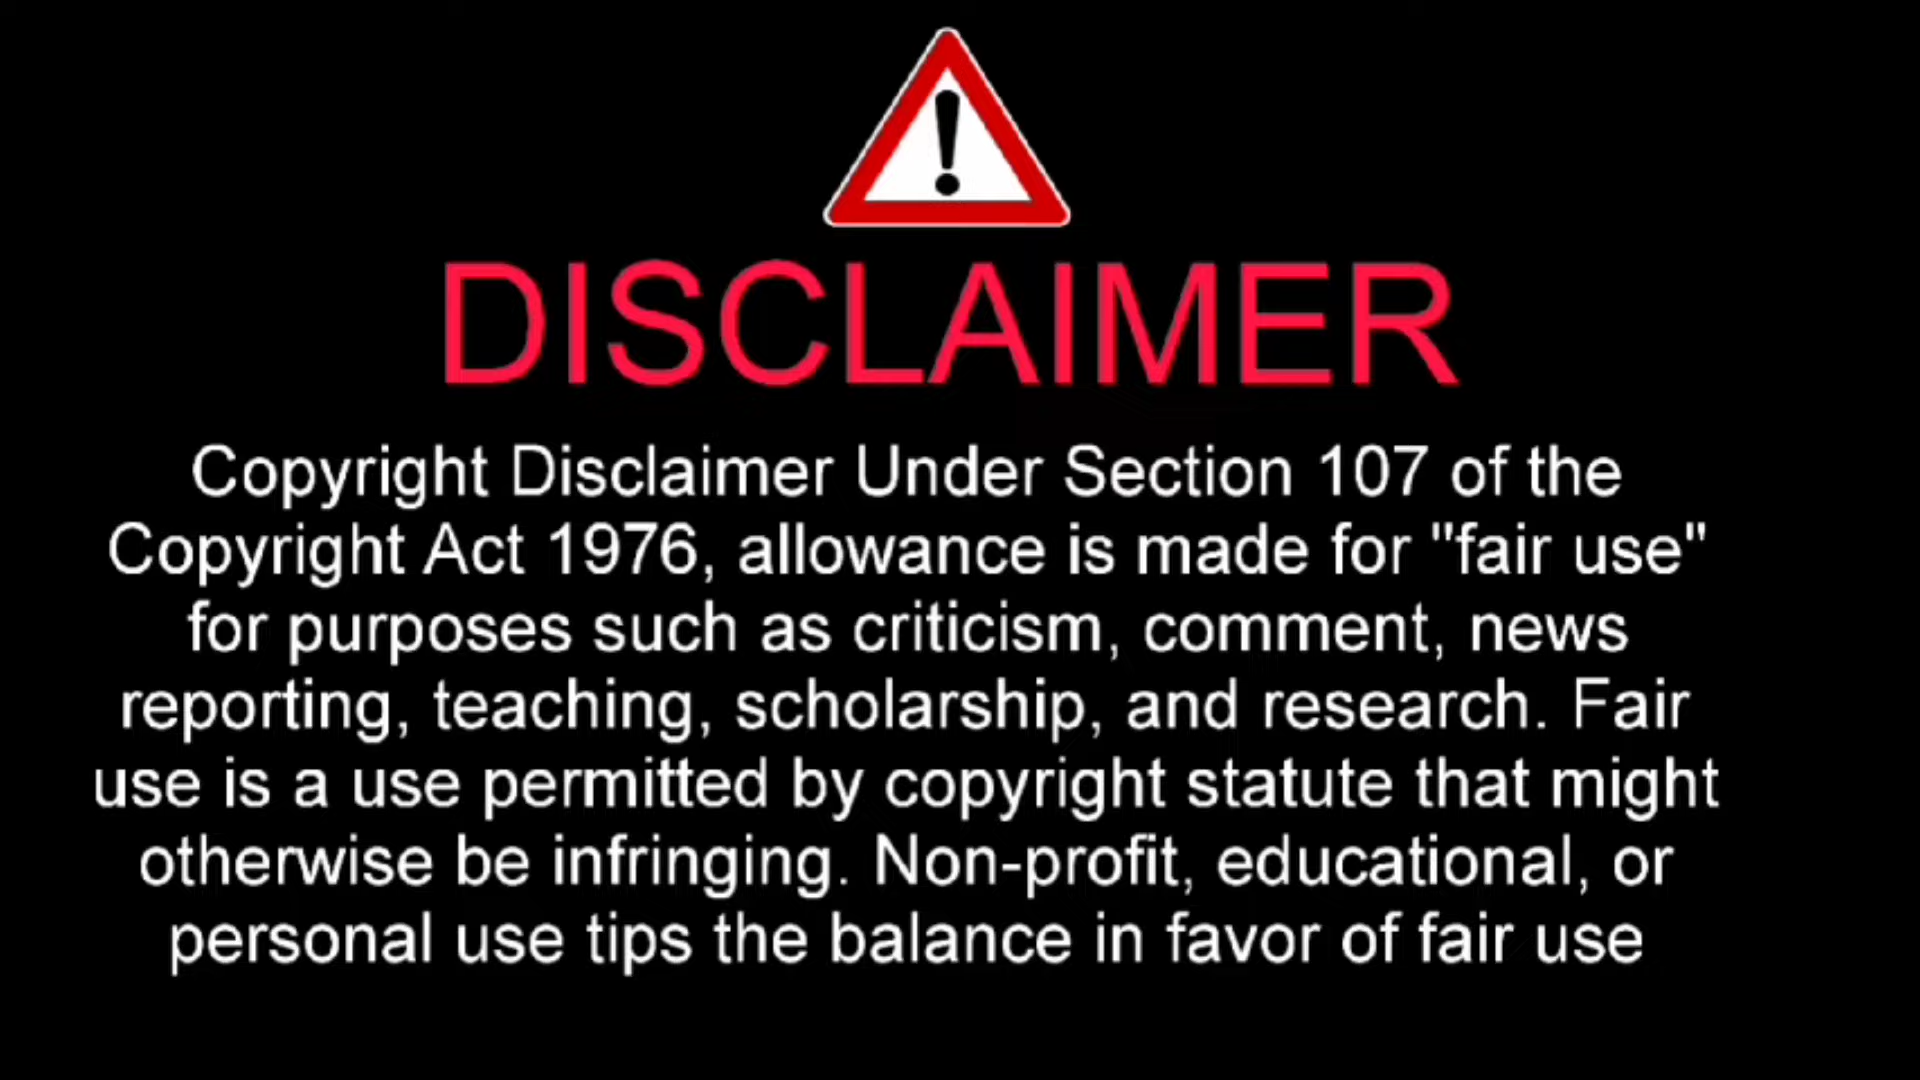 DISCLAIMER
Copyright Disclaimer Under Section 107 of the
Copyright Act 1976, allowance is made for "fair use"
for purposes such as criticism, comment, news
reporting, teaching, scholarship, and research. Fair
use is a use permitted by copyright statute that might
otherwise be infringing. Non-profit, educational, or
personal use tips the balance in favor of fair use